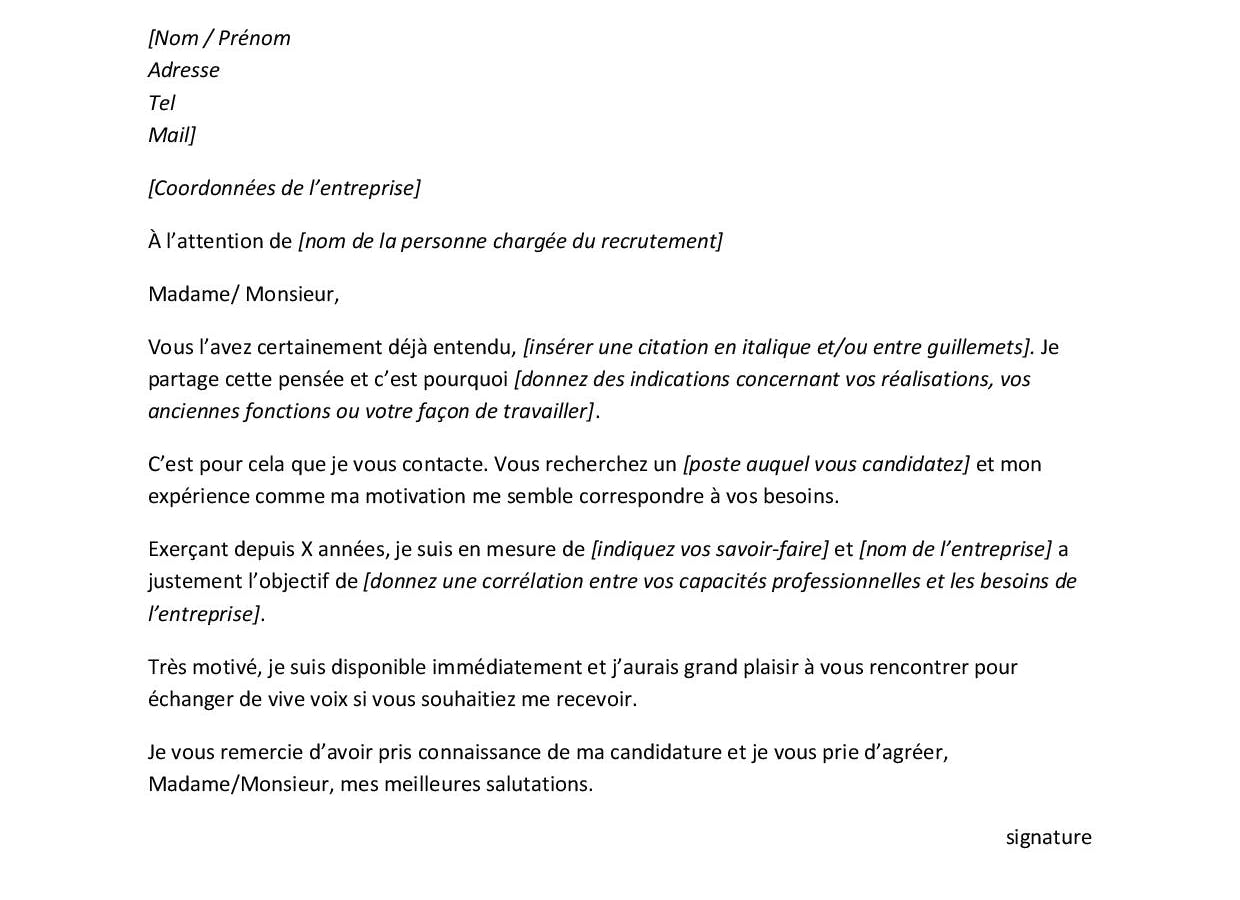 [Nom / Prénom
Adresse
Tel
Mail]
[Coordonnées de l’entreprise]
À l’attention de [nom de la personne chargée du recrutement]
Madame/ Monsieur,
Vous l’avez certainement déjà entendu, [insérer une citation en italique et/ou entre guillemets]. Je
partage cette pensée et c’est pourquoi [donnez des indications concernant vos réalisations, vos
anciennes fonctions ou votre façon de travailler].
C’est pour cela que je vous contacte. Vous recherchez un [poste auquel vous candidatez] et mon
expérience comme ma motivation me semble correspondre à vos besoins.
Exerçant depuis X années, je suis en mesure de [indiquez vos savoir-faire] et [nom de l’entreprise] a
justement l’objectif de [donnez une corrélation entre vos capacités professionnelles et les besoins de
l’entreprise].
Très motivé, je suis disponible immédiatement et j’aurais grand plaisir à vous rencontrer pour
échanger de vive voix si vous souhaitiez me recevoir.
Je vous remercie d’avoir pris connaissance de ma candidature et je vous prie d’agréer,
Madame/Monsieur, mes meilleures salutations.
signature